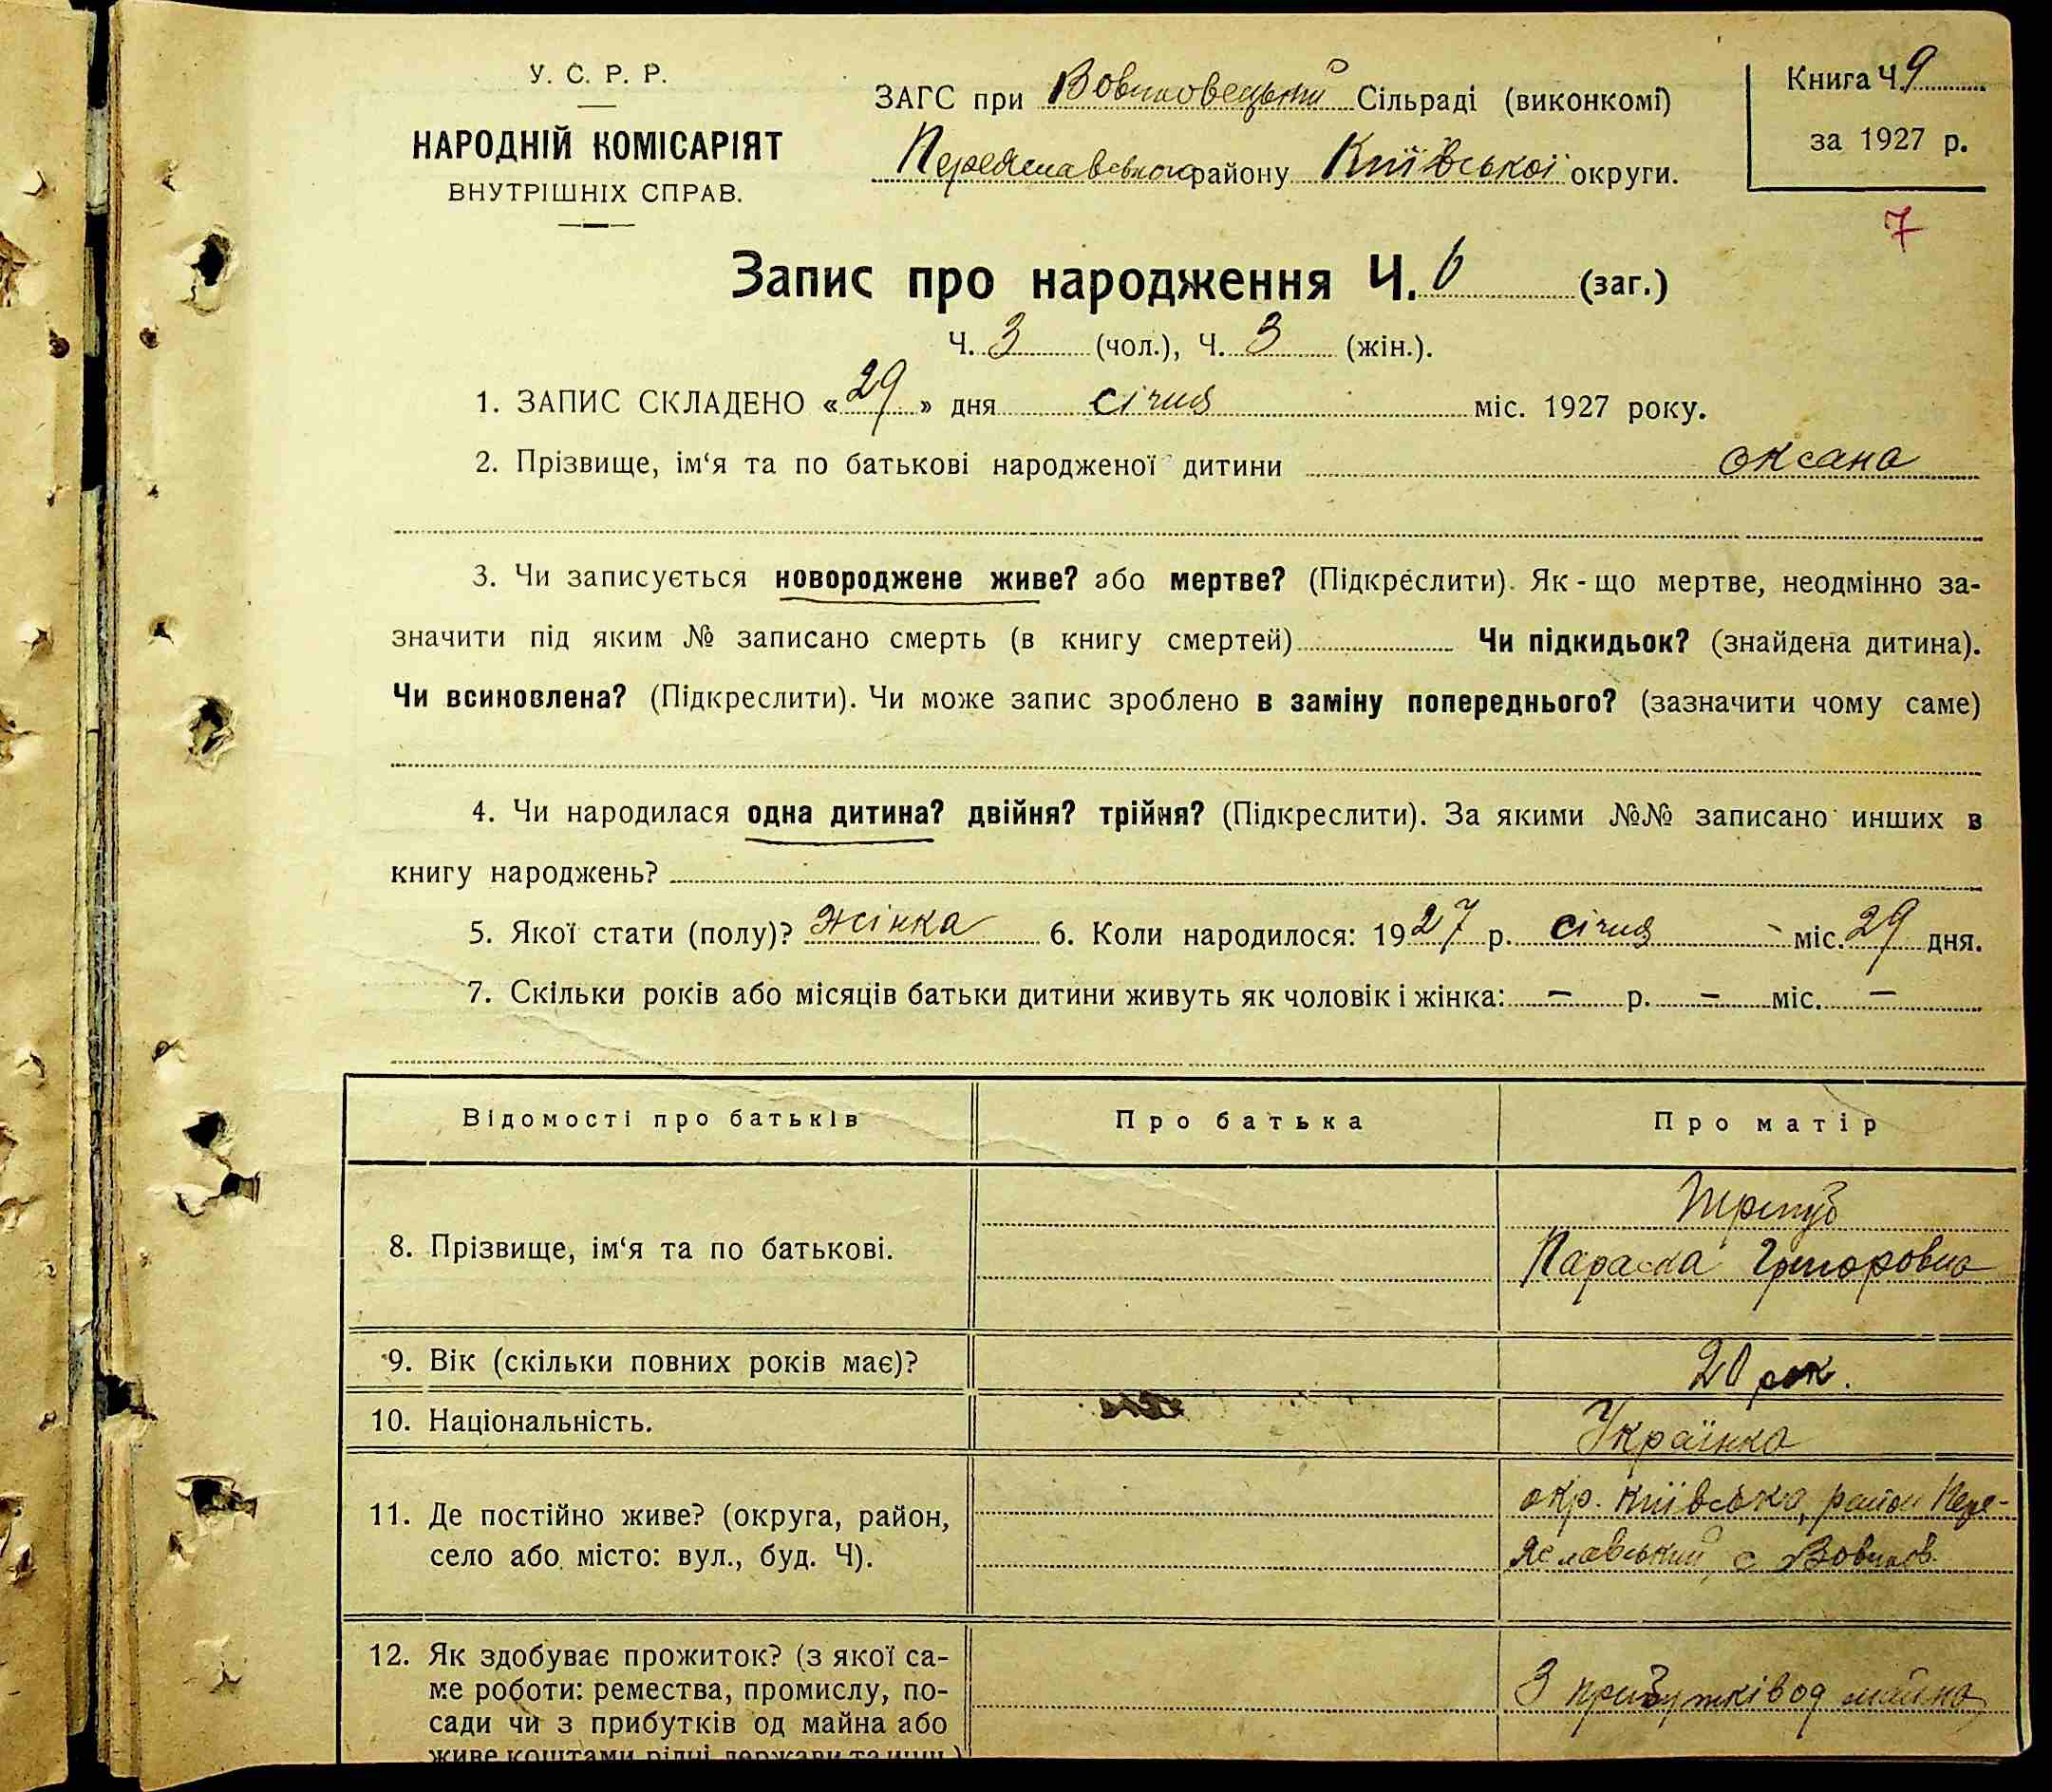 У. С. Р. Р.
НАРОДНІЙ КОМІСАРІЯТ
ВНУТРІШНІХ СПРАВ.
ЗАГС при Вовчковецький Сільраді (виконкомі)
Переяславського району Київської округи.
Книга Ч. 9
за 1927 р.
7
Запис про народження Ч. 6 (заг.)
Ч. 3 (чол.), Ч. 3 (жін.).
1. ЗАПИС СКЛАДЕНО «29» дня січня міс. 1927 року.
2. Прізвище, ім‘я та по батькові народженої дитини Оксана
3. Чи записується новороджене живе? або мертве? (Підкреслити). Як-що мертве, неодмінно за-
значити під яким № записано смерть (в книгу смертей) Чи підкидьок? (знайдена дитина).
Чи всиновлена? (Підкреслити). Чи може запис зроблено в заміну попереднього? (зазначити чому саме)
4. Чи народилася одна дитина? двійня? трійня? (Підкреслити). За якими №№ записано инших в
книгу народжень?
5. Якої стати (полу)? жінка 6. Коли народилося: 1927 р. січня - міс. 29 дня.
7. Скільки років або місяців батьки дитини живуть як чоловік і жінка: – р. – міс. –
Відомості про батьків Про батька Про матір
8. Прізвище, ім‘я та по батькові.
Параска Григоровна
9. Вік (скільки повних років має)? 20 рок.
10. Національність. Українка
11. Де постійно живе? (округа, район,
село або місто: вул., буд. Ч).
окр. Київська, район Пере-
яславський с Вовчков.
12. Як здобуває прожиток? (з якої са-
ме роботи: ремества, промислу, по-
сади чи з прибутків од майна або
живе коштами рідні, держави та инш.)
З прибутків од майна